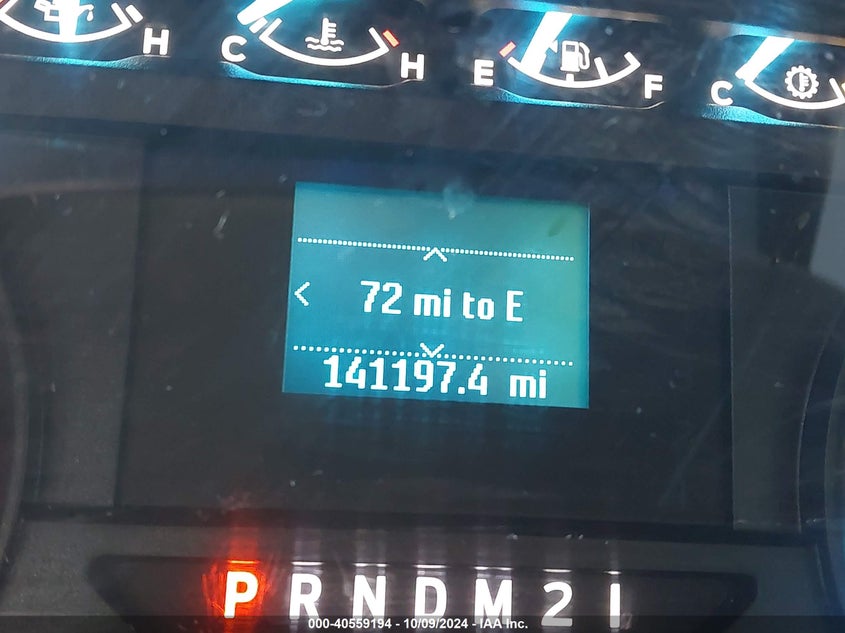 H C H E F C
72 mi to E
141197.4 mi
P R N D M 2 1
000-40559194 - 10/09/2024 - IAA Inc.